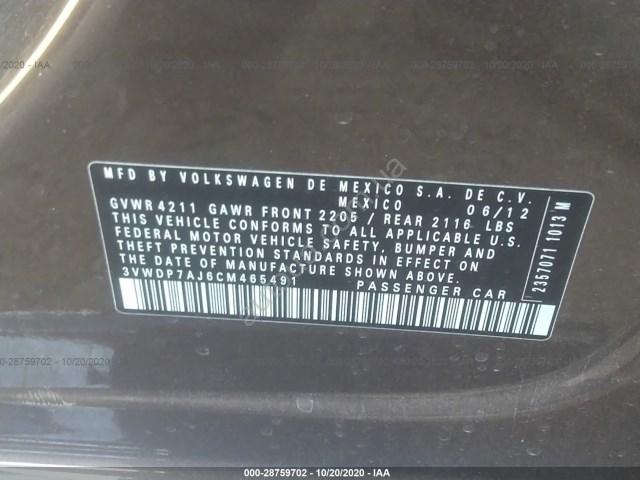 MFD BY VOLKSWAGEN DE MEXICO S.A. DE C.V.
MEXICO 06/12
GVWR 4211 GAWR FRONT 2205 / REAR 2116 LBS
THIS VEHICLE CONFORMS TO ALL APPLICABLE U.S.
FEDERAL MOTOR VEHICLE SAFETY, BUMPER AND
THEFT PREVENTION STANDARDS IN EFFECT ON
THE DATE OF MANUFACTURE SHOWN ABOVE.
3VWDP7AJ6CM465491 PASSENGER CAR
2357071 1013 M
000-28759702 - 10/20/2020 - IAA